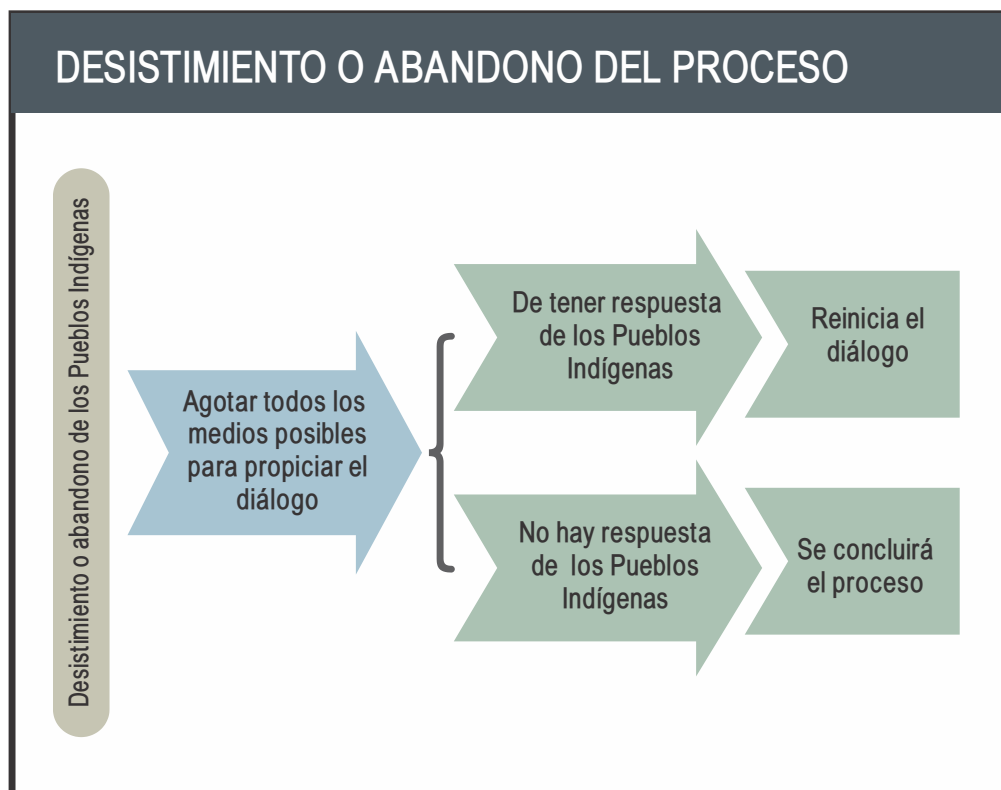 DESISTIMIENTO O ABANDONO DEL PROCESO
Desistimiento o abandono de los Pueblos Indígenas
Agotar todos los
medios posibles
para propiciar el
diálogo
De tener respuesta
de los Pueblos
Indígenas
Reinicia el
diálogo
No hay respuesta
de los Pueblos
Indígenas
Se concluirá
el proceso